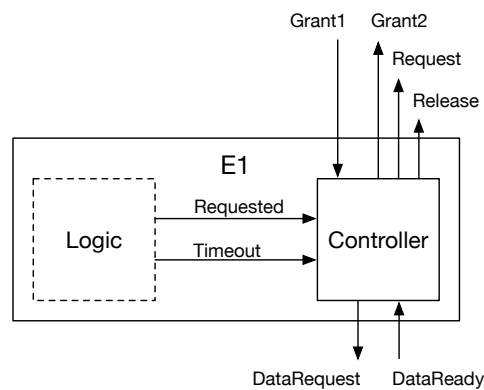 Grant1 Grant2
Request
Release
E1
Requested
Logic Controller
Timeout
DataRequest DataReady